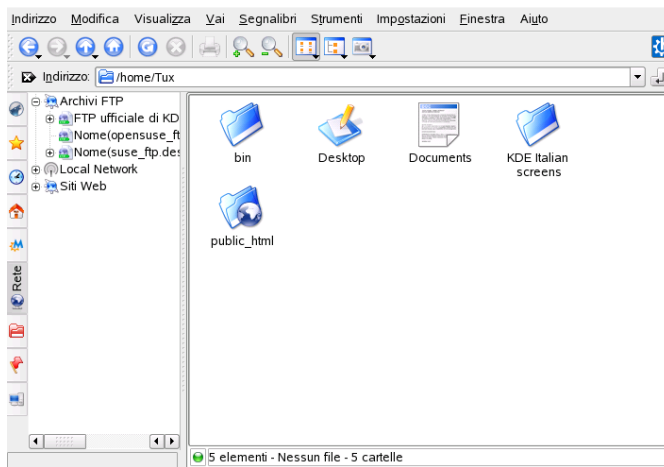 Indirizzo Modifica Visualizza Vai Segnalibri Strumenti Impostazioni Finestra Aiuto
Indirizzo: /home/Tux
Archivi FTP
FTP ufficiale di KD
Nome(opensuse_ft
Nome(suse_ftp.des
Local Network
Siti Web
Rete
bin
Desktop
Documents
KDE Italian
screens
public_html
5 elementi - Nessun file - 5 cartelle